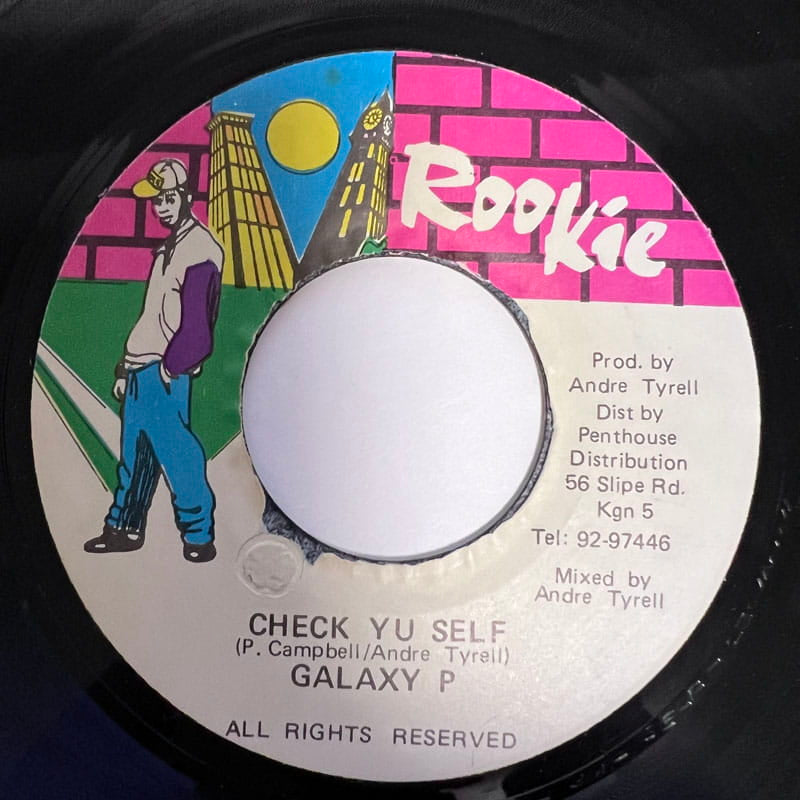 Rookie
Prod. by
Andre Tyrell
Dist by
Penthouse
Distribution
56 Slipe Rd.
Kgn 5
Tel: 92-97446
Mixed by
Andre Tyrell
CHECK YU SELF
(P. Campbell/Andre Tyrell)
GALAXY P
ALL RIGHTS RESERVED